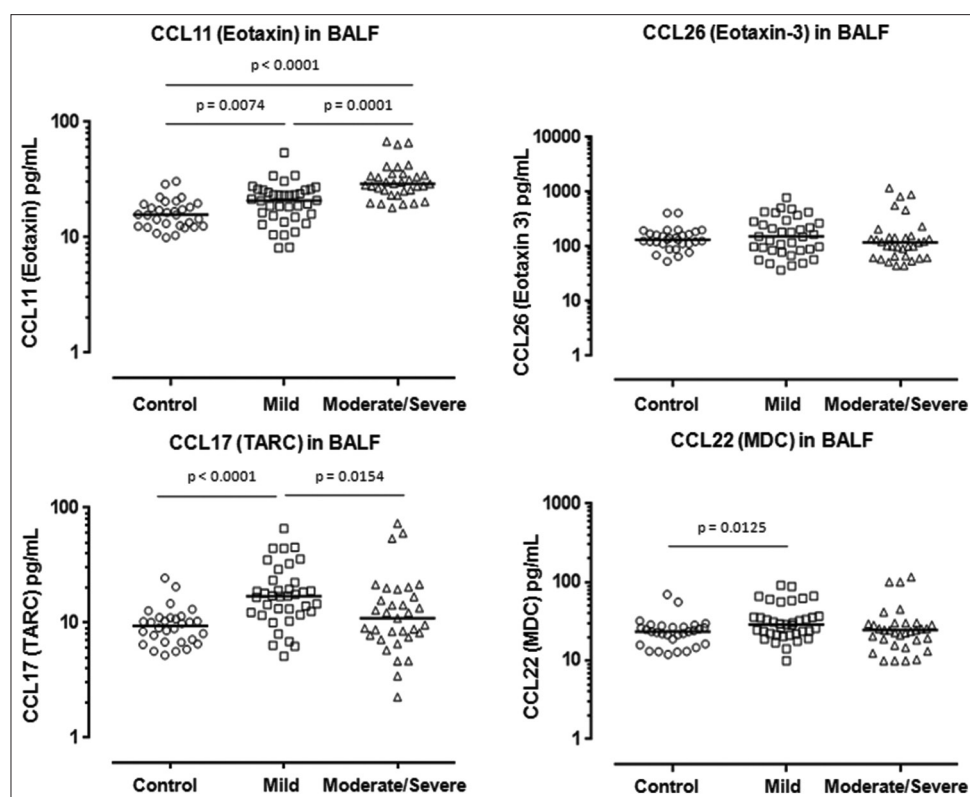 CCL11 (Eotaxin) in BALF
p < 0.0001
p = 0.0074
p = 0.0001
CCL11 (Eotaxin) pg/mL
100
10
1
Control
Mild
Moderate/Severe
CCL26 (Eotaxin-3) in BALF
CCL26 (Eotaxin 3) pg/mL
10000
1000
100
10
1
Control
Mild
Moderate/Severe
CCL17 (TARC) in BALF
p < 0.0001
p = 0.0154
CCL17 (TARC) pg/mL
100
10
1
Control
Mild
Moderate/Severe
CCL22 (MDC) in BALF
p = 0.0125
CCL22 (MDC) pg/mL
1000
100
10
1
Control
Mild
Moderate/Severe